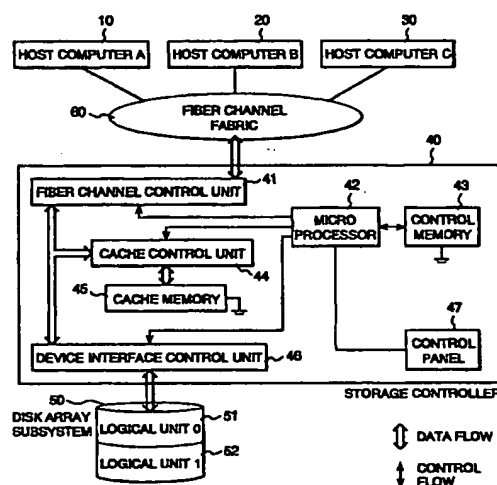 10
20
30
HOST COMPUTER A
HOST COMPUTER B
HOST COMPUTER C
60
FIBER CHANNEL
FABRIC
40
41
FIBER CHANNEL CONTROL UNIT
42
43
MICRO
PROCESSOR
CONTROL
MEMORY
CACHE CONTROL UNIT
44
45
CACHE MEMORY
47
CONTROL
PANEL
DEVICE INTERFACE CONTROL UNIT
46
STORAGE CONTROLLER
50
51
DISK ARRAY
SUBSYSTEM
LOGICAL UNIT 0
52
LOGICAL UNIT 1
DATA FLOW
CONTROL
FLOW